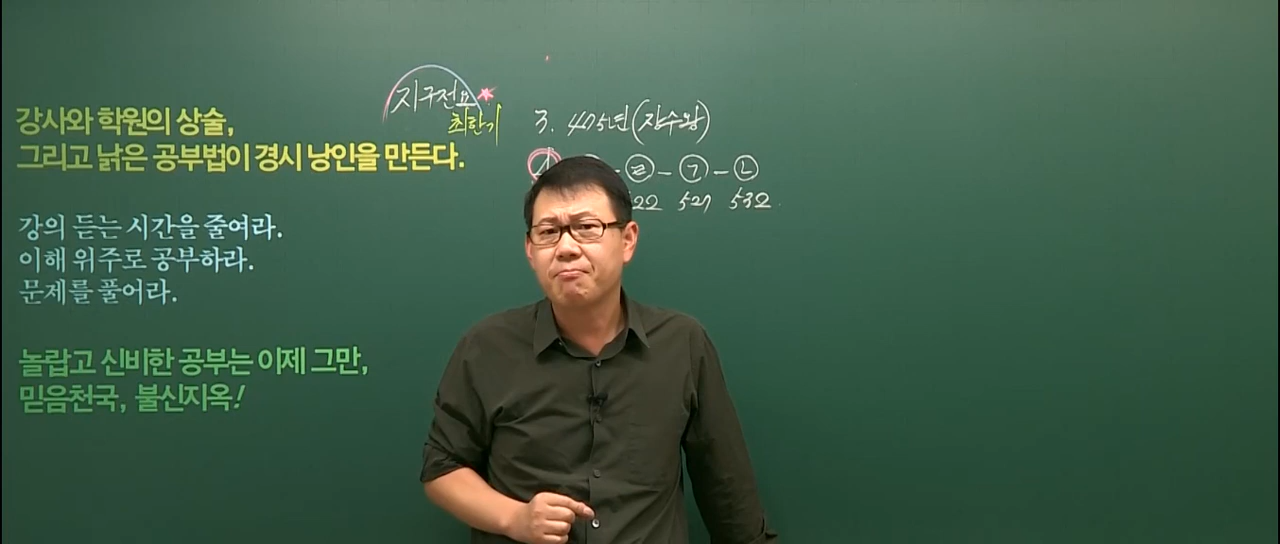 강사와 학원의 상술,
그리고 낡은 공부법이 경시 낭인을 만든다.
강의 듣는 시간을 줄여라.
이해 위주로 공부하라.
문제를 풀어라.
놀랍고 신비한 공부는 이제 그만,
믿음천국, 불신지옥!
지구전요
최한기
3. 475년(장수왕)
㉣-㉠-㉡
22 527 532